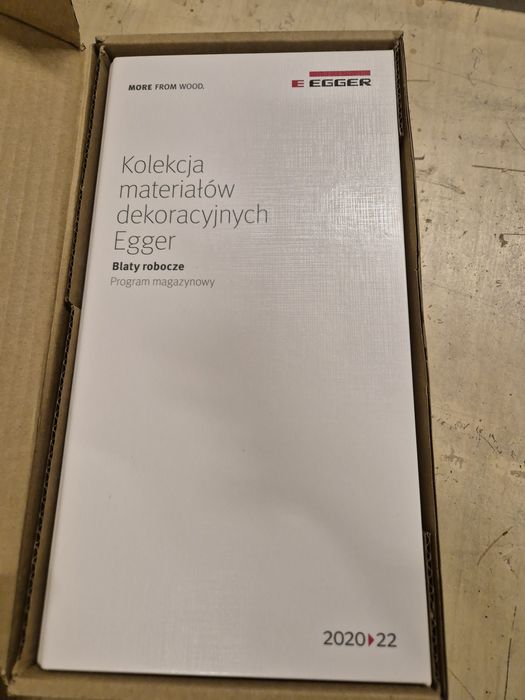 MORE FROM WOOD.
E EGGER
Kolekcja
materiałów
dekoracyjnych
Egger
Blaty robocze
Program magazynowy
2020▸22